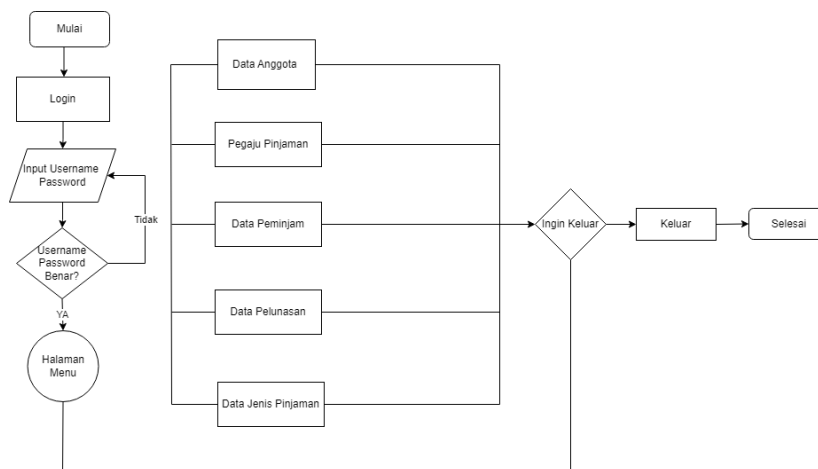 Mulai
Login
Input Username
Password
Tidak
Username
Password
Benar?
YA
Halaman
Menu
Data Anggota
Pegaju Pinjaman
Data Peminjam
Data Pelunasan
Data Jenis Pinjaman
Ingin Keluar
Keluar
Selesai